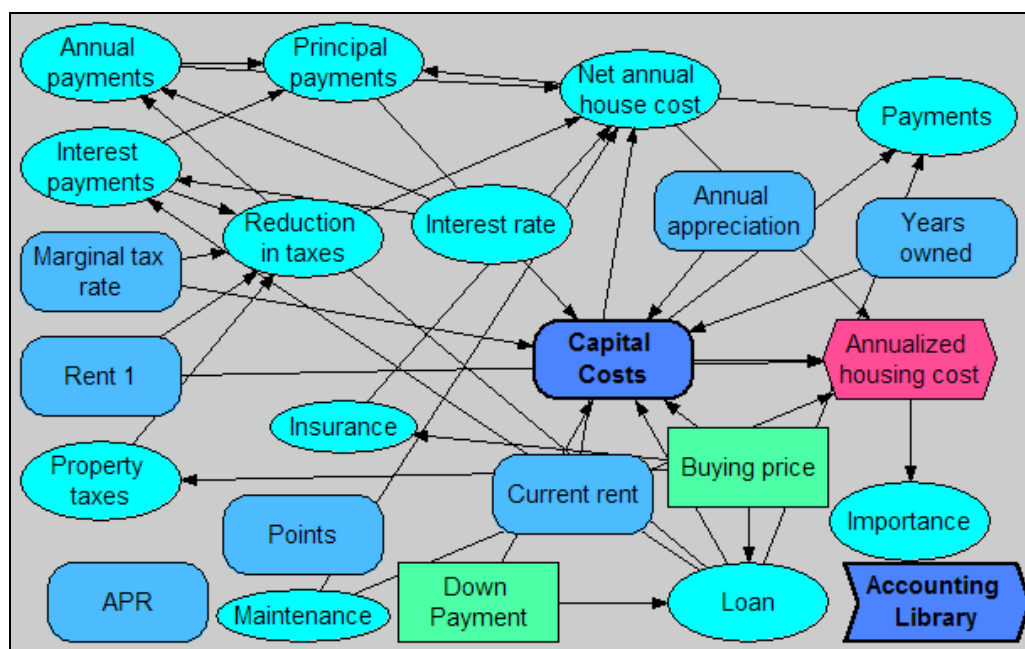 Annual
payments
Principal
payments
Net annual
house cost
Payments
Interest
payments
Reduction
in taxes
Interest rate
Annual
appreciation
Years
owned
Marginal tax
rate
Capital
Costs
Annualized
housing cost
Rent 1
Insurance
Buying price
Property
taxes
Current rent
Importance
Points
APR
Maintenance
Down
Payment
Loan
Accounting
Library